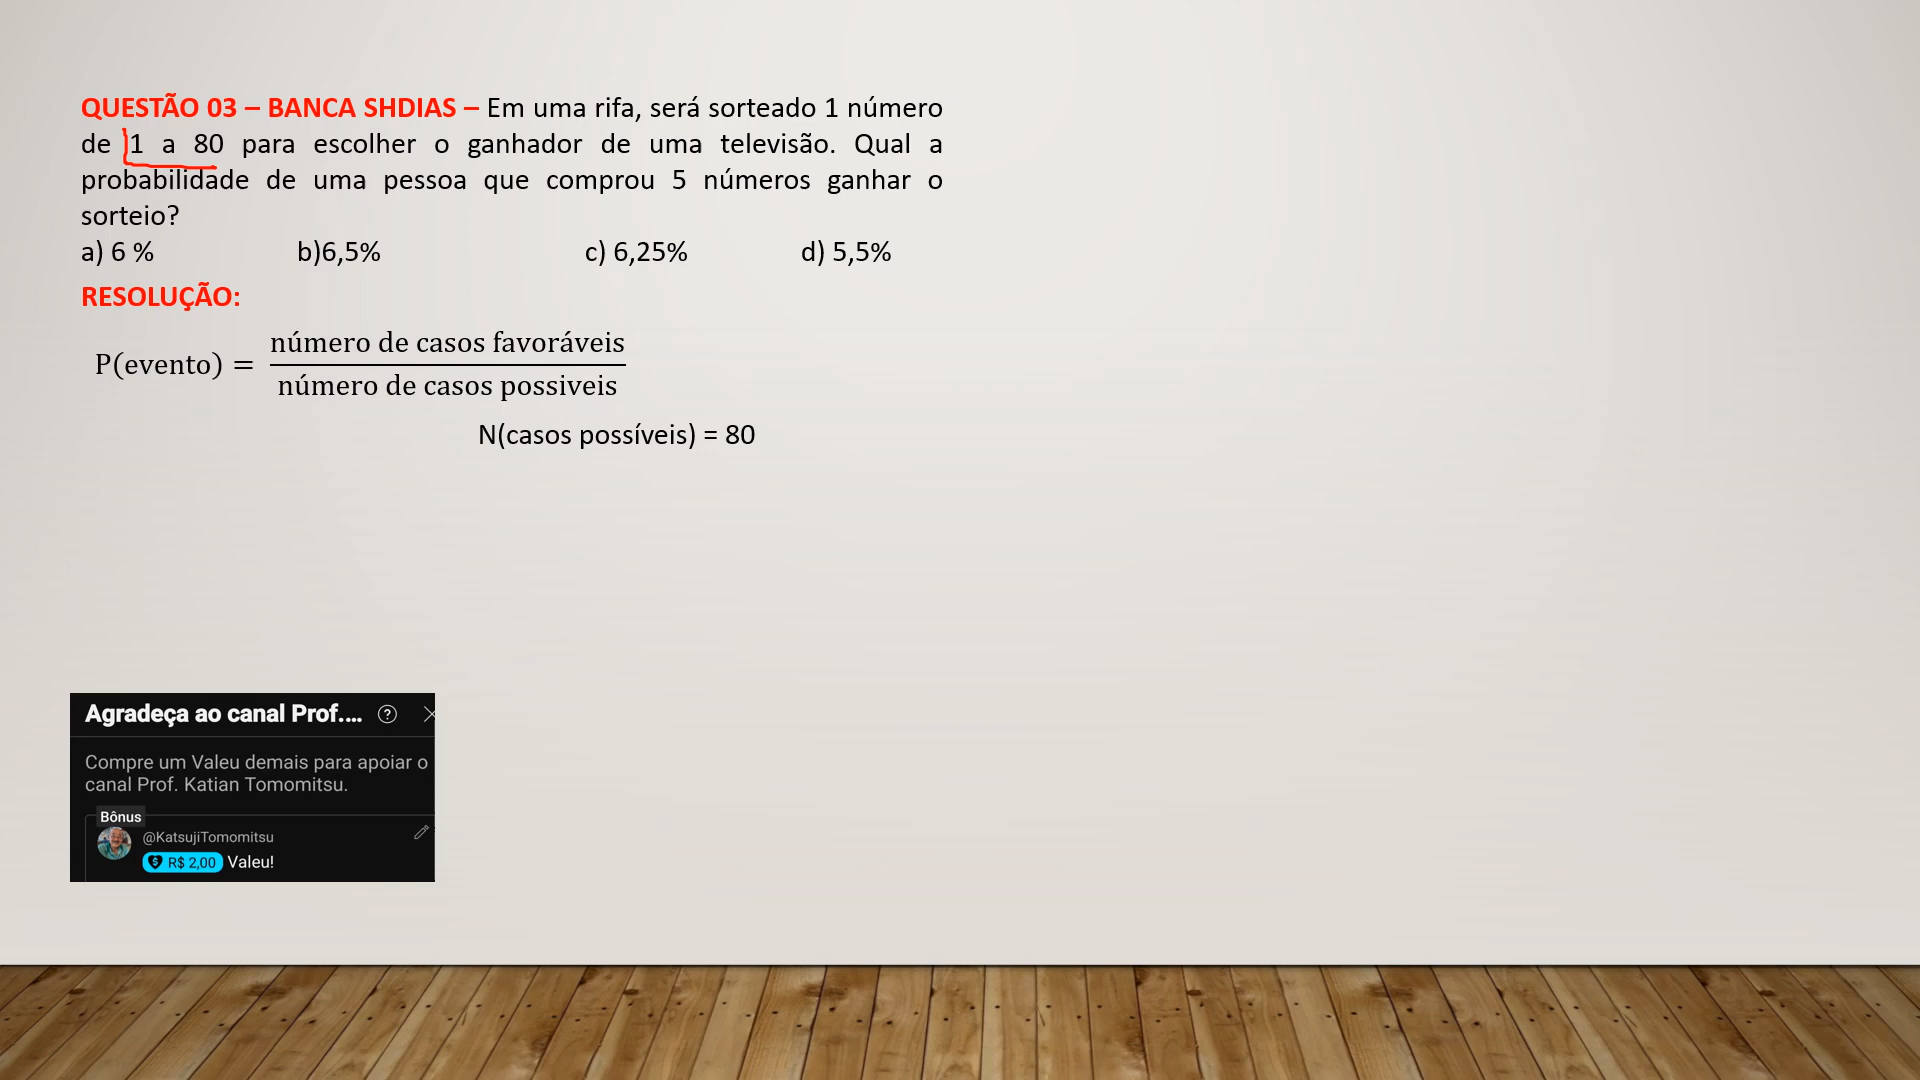 QUESTÃO 03 – BANCA SHDIAS – Em uma rifa, será sorteado 1 número
de 1 a 80 para escolher o ganhador de uma televisão. Qual a
probabilidade de uma pessoa que comprou 5 números ganhar o
sorteio?
a) 6 % b)6,5% c) 6,25% d) 5,5%
RESOLUÇÃO:
P(evento) = número de casos favoráveis
número de casos possiveis
N(casos possíveis) = 80
Agradeça ao canal Prof....
Compre um Valeu demais para apoiar o
canal Prof. Katian Tomomitsu.
Bônus
@KatsujiTomomitsu
R$ 2,00 Valeu!